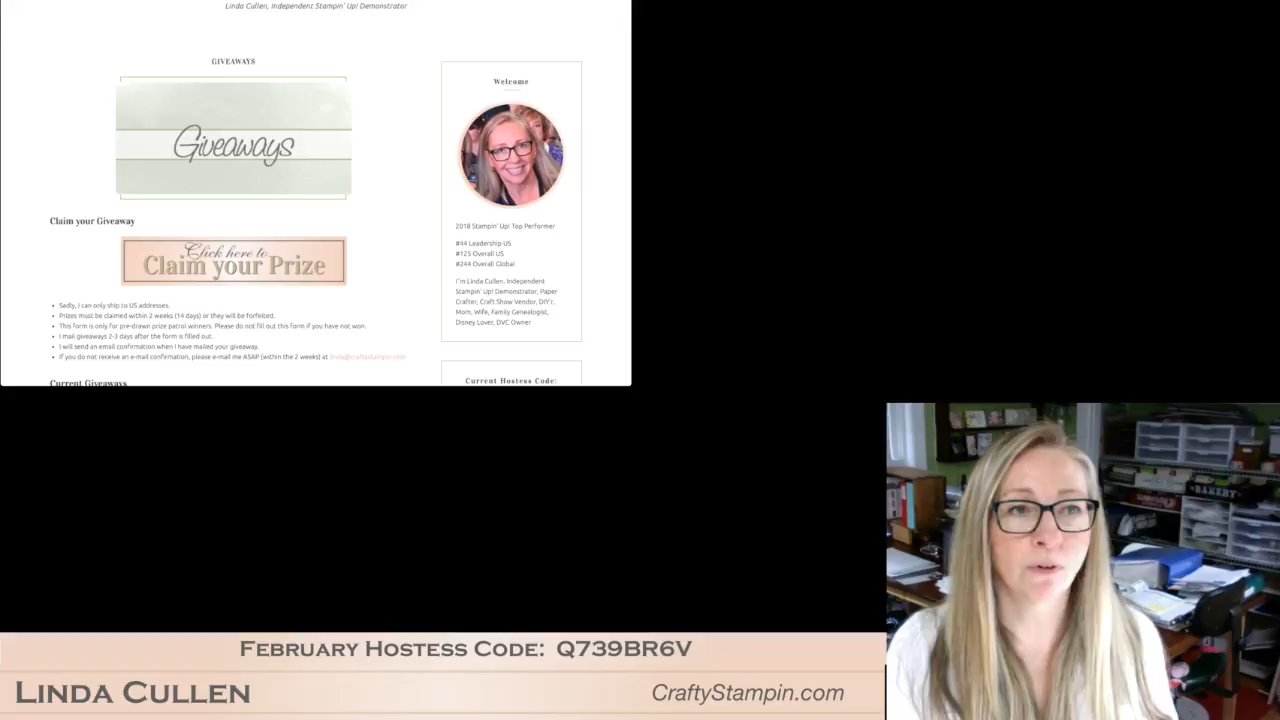 Linda Cullen, Independent Stampin' Up! Demonstrator
GIVEAWAYS
Giveaways
Claim your Giveaway
Click here to
Claim your Prize
Sadly, I can only ship to US addresses.
Prizes must be claimed within 2 weeks (14 days) or they will be forfeited.
This form is only for pre-drawn prize patrol winners. Please do not fill out this form if you have not won.
I mail giveaways 2-3 days after the form is filled out.
I will send an email confirmation when I have mailed your giveaway.
If you do not receive an e-mail confirmation, please e-mail me ASAP (within the 2 weeks) at linda@craftystampin.com
Current Giveaways
Welcome
2018 Stampin' Up! Top Performer
#44 Leadership US
#125 Overall US
#244 Overall Global
I'm Linda Cullen, Independent
Stampin' Up! Demonstrator, Paper
Crafter, Craft Show Vendor, DIY'r,
Mom, Wife, Family Genealogist,
Disney Lover, DVC Owner
Current Hostess Code:
BAKERY
February Hostess Code: Q739BR6V
Linda Cullen
CraftyStampin.com